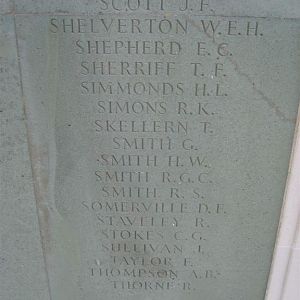 SCOTT J.F.
SHELVERTON W.E.H.
SHEPHERD E.C.
SHERRIFF T.F.
SIMMONDS H.L.
SIMONS R.K.
SKELLERN T.
SMITH G.
SMITH H.W.
SMITH R.G.C.
SMITH R.S.
SOMERVILLE D.F.
STAVELEY R.
STOKES C.G.
SULLIVAN J.
TAYLOR E.
THOMPSON A.B.
THORNE R.